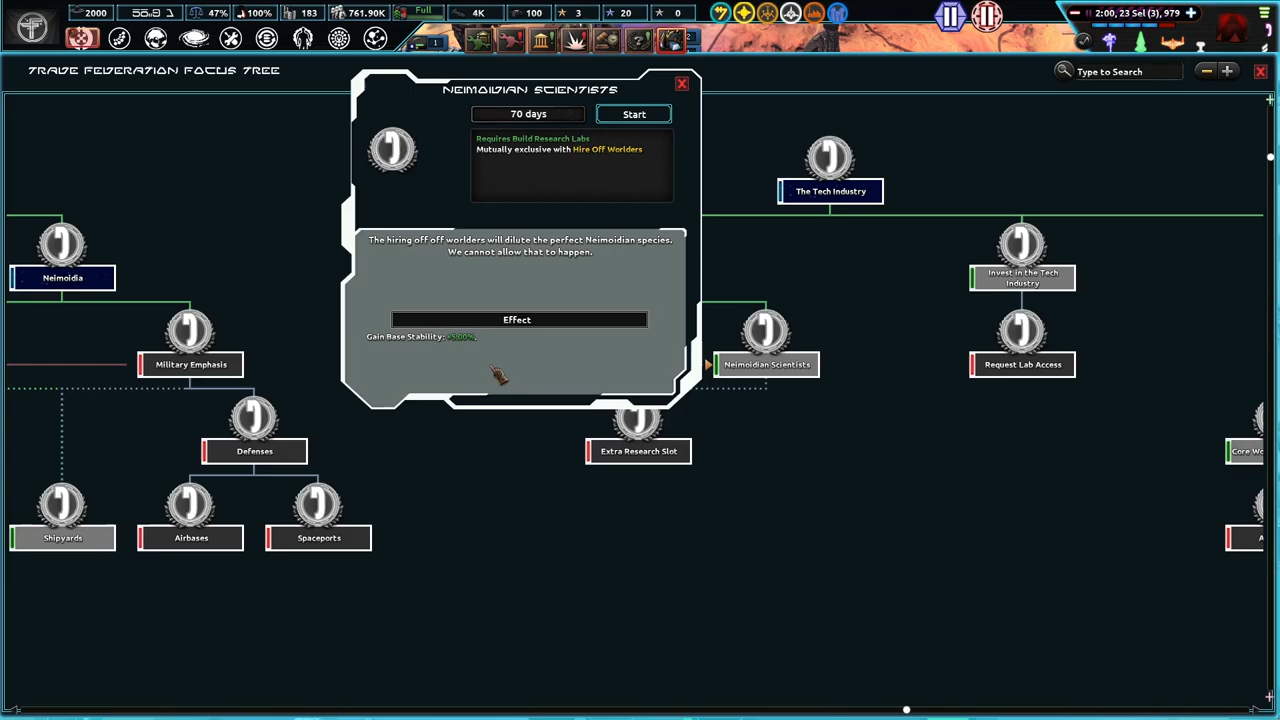 2000
47%
100%
183
761.90K
Full
4K
100
3
20
0
2:00, 23 Sel (3), 979
1
TRADE FEDERATION FOCUS TREE
Type to Search
NEIMOIDIAN SCIENTISTS
70 days
Start
Requires Build Research Labs
Mutually exclusive with Hire Off Worlders
The hiring off off worlders will dilute the perfect Neimoidian species.
We cannot allow that to happen.
Effect
Gain Base Stability: +5.00%.
The Tech Industry
Neimoidia
Invest in the Tech
Industry
Military Emphasis
Neimoidian Scientists
Request Lab Access
Defenses
Extra Research Slot
Core Wo
Shipyards
Airbases
Spaceports
A